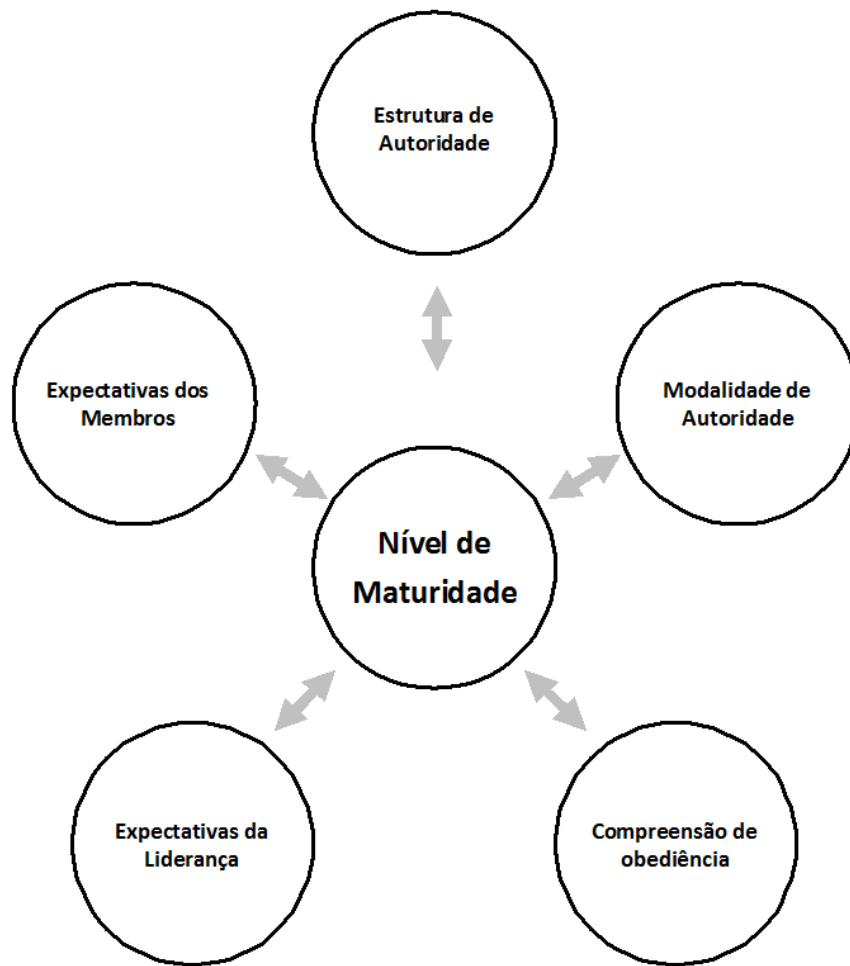 Estrutura de
Autoridade
Expectativas dos
Membros
Modalidade de
Autoridade
Nível de
Maturidade
Expectativas da
Liderança
Compreensão de
obediência